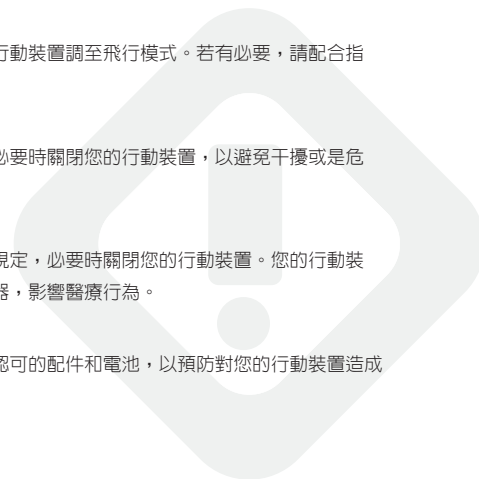 行動裝置調至飛行模式。若有必要，請配合指
必要時關閉您的行動裝置，以避免干擾或是危
規定，必要時關閉您的行動裝置。您的行動裝
器，影響醫療行為。
認可的配件和電池，以預防對您的行動裝置造成